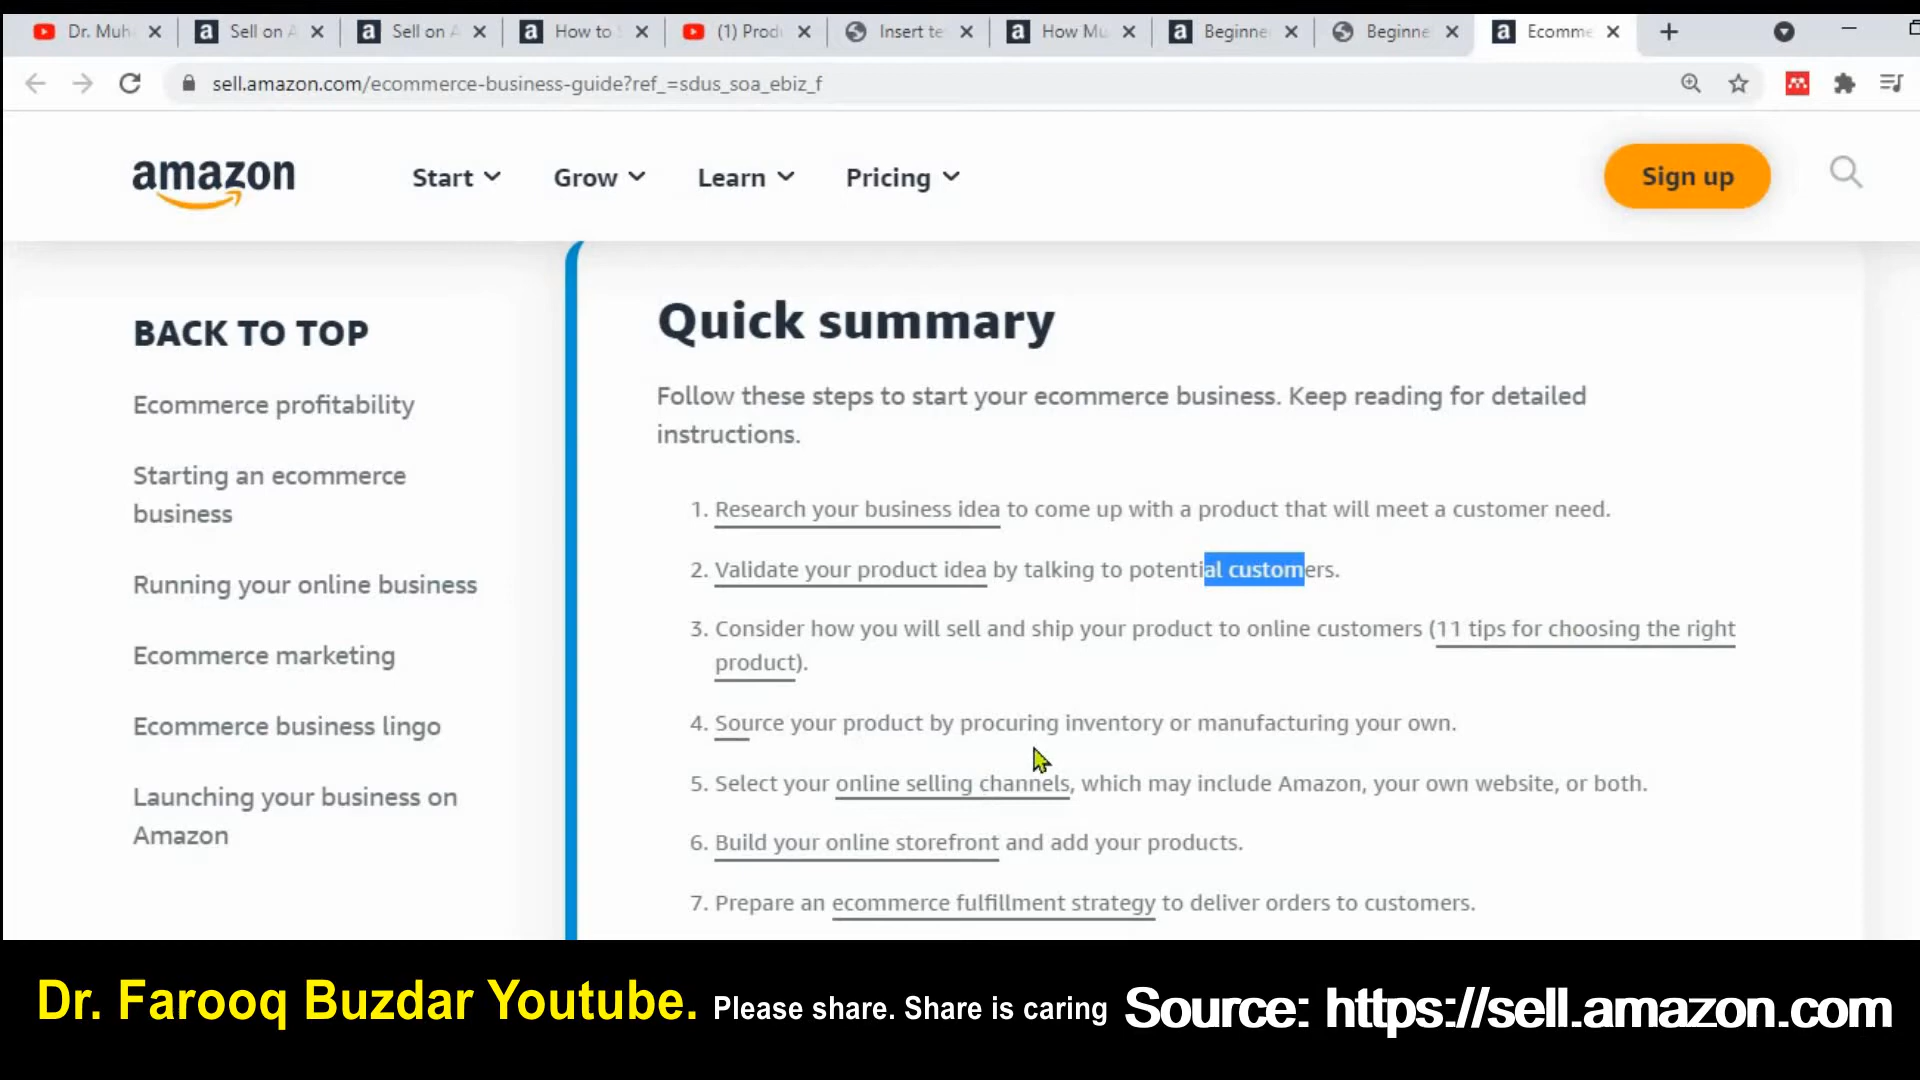 Dr. Muh
Sell on A
Sell on A
How to S
(1) Prod
Insert te
How Mu
Beginne
Beginne
Ecomme
sell.amazon.com/ecommerce-business-guide?ref_=sdus_soa_ebiz_f
amazon
Start
Grow
Learn
Pricing
Sign up
BACK TO TOP
Ecommerce profitability
Starting an ecommerce
business
Running your online business
Ecommerce marketing
Ecommerce business lingo
Launching your business on
Amazon
Quick summary
Follow these steps to start your ecommerce business. Keep reading for detailed
instructions.
1. Research your business idea to come up with a product that will meet a customer need.
2. Validate your product idea by talking to potential customers.
3. Consider how you will sell and ship your product to online customers (11 tips for choosing the right
product).
4. Source your product by procuring inventory or manufacturing your own.
5. Select your online selling channels, which may include Amazon, your own website, or both.
6. Build your online storefront and add your products.
7. Prepare an ecommerce fulfillment strategy to deliver orders to customers.
Dr. Farooq Buzdar Youtube. Please share. Share is caring Source: https://sell.amazon.com